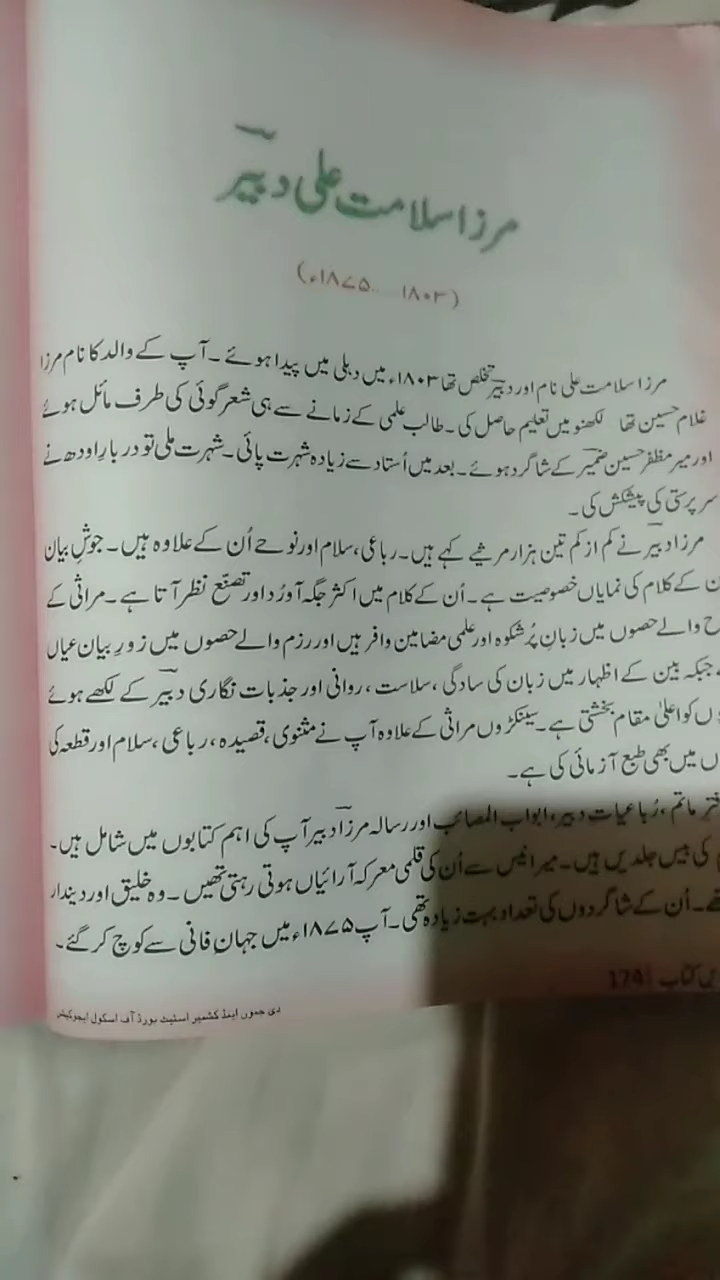 مرزا سلامت علی دبیرؔ
(۱۸۰۳.....۱۸۷۵ء)
مرزا سلامت علی نام اور دبیرؔ تخلص تھا ۱۸۰۳ء میں دہلی میں پیدا ہوئے ۔ آپ کے والد کا نام مرزا
غلام حسین تھا لکھنو میں تعلیم حاصل کی ۔ طالب علمی کے زمانے سے ہی شعر گوئی کی طرف مائل ہوئے
اور میر مظفر حسین ضمیرؔ کے شاگرد ہوئے ۔ بعد میں اُستاد سے زیادہ شہرت پائی ۔ شہرت ملی تو دربارِ اودھ نے
سرپرستی کی پیشکش کی ۔
مرزا دبیرؔ نے کم از کم تین ہزار مرثیے کہے ہیں ۔ رباعی ، سلام اور نوحے اُن کے علاوہ ہیں ۔ جوشِ بیان
کے کلام کی نمایاں خصوصیت ہے ۔ اُن کے کلام میں اکثر جگہ آورُد اور تصنّع نظر آتا ہے ۔ مراثی کے
والے حصوں میں زبان پُرشکوہ اور علمی مضامین وافر ہیں اور رزم والے حصوں میں زورِ بیان عیاں
جبکہ بین کے اظہار میں زبان کی سادگی ، سلاست ، روانی اور جذبات نگاری دبیرؔ کے لکھے ہوئے
کو اعلیٰ مقام بخشتی ہے ۔ سینکڑوں مراثی کے علاوہ آپ نے مثنوی ، قصیدہ ، رباعی ، سلام اور قطعہ کی
میں بھی طبع آزمائی کی ہے ۔
ماتم ، رُباعیات دبیر ، ابواب المصائب اور رسالہ مرزا دبیرؔ آپ کی اہم کتابوں میں شامل ہیں ۔
کی بیس جلدیں ہیں ۔ میر انیس سے اُن کی قلمی معرکہ آرائیاں ہوتی رہتی تھیں ۔ وہ خلیق اور دیندار
اُن کے شاگردوں کی تعداد بہت زیادہ تھی ۔ آپ ۱۸۷۵ء میں جہانِ فانی سے کوچ کر گئے ۔
کتاب | 174
دی جموں اینڈ کشمیر اسٹیٹ بورڈ آف اسکول ایجوکیشن